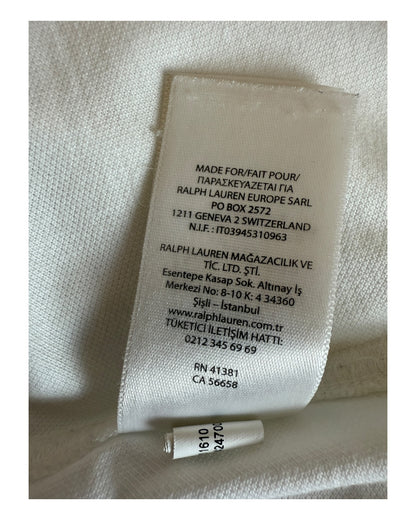 MADE FOR/FAIT POUR/
ΠΑΡΑΣΚΕΥΑΖΕΤΑΙ ΓΙΑ
RALPH LAUREN EUROPE SARL
PO BOX 2572
1211 GENEVA 2 SWITZERLAND
N.I.F. : IT03945310963
RALPH LAUREN MAĞAZACILIK VE
TİC. LTD. ŞTİ.
Esentepe Kasap Sok. Altınay İş
Merkezi No: 8-10 K: 4 34360
Şişli – İstanbul
www.ralphlauren.com.tr
TÜKETİCİ İLETİŞİM HATTI:
0212 345 69 69
RN 41381
CA 56658
1610